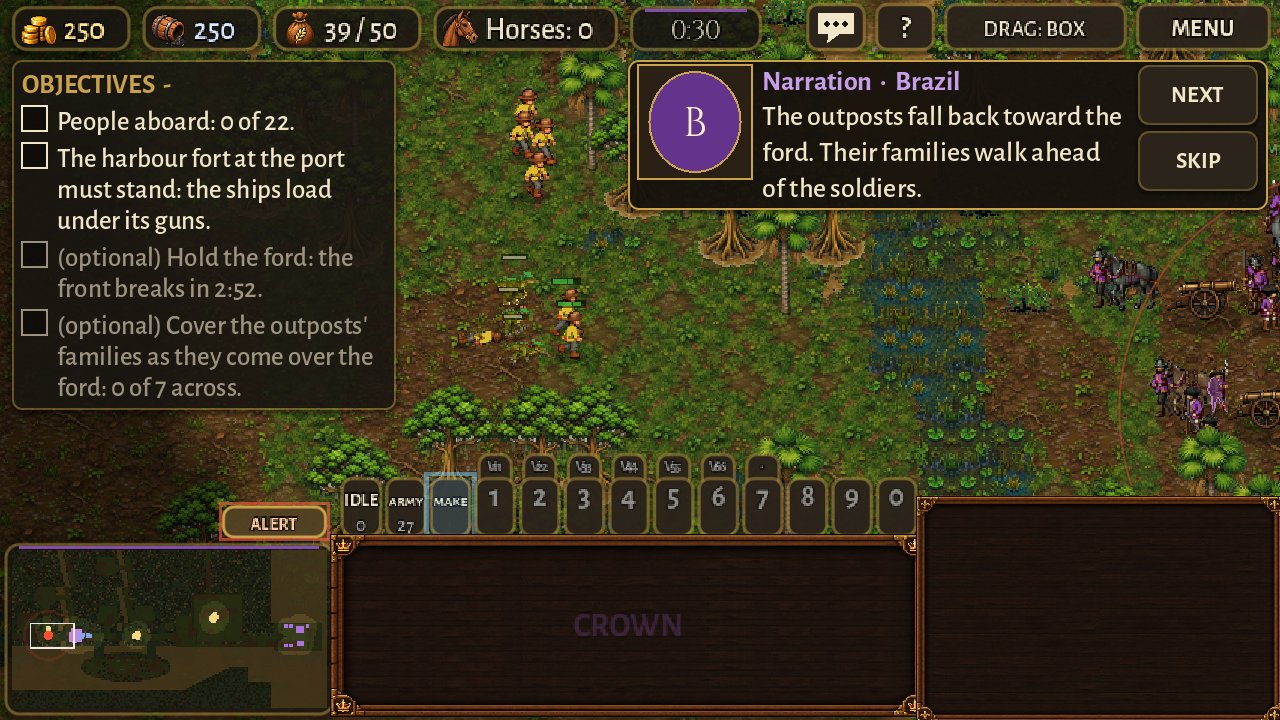 250
250
39 / 50
Horses: 0
0:30
?
DRAG: BOX
MENU
OBJECTIVES -
People aboard: 0 of 22.
The harbour fort at the port
must stand: the ships load
under its guns.
(optional) Hold the ford: the
front breaks in 2:52.
(optional) Cover the outposts'
families as they come over the
ford: 0 of 7 across.
B
Narration · Brazil
The outposts fall back toward the
ford. Their families walk ahead
of the soldiers.
NEXT
SKIP
ALERT
IDLE
0
ARMY
27
MAKE
1
2
3
4
5
6
7
8
9
0
CROWN